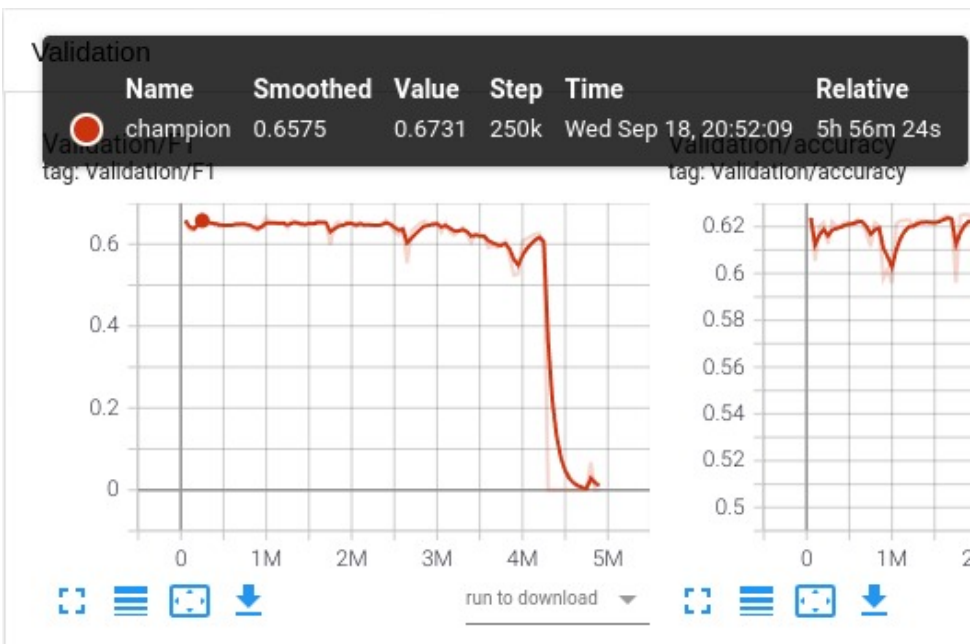 Validation
Name Smoothed Value Step Time Relative
champion 0.6575 0.6731 250k Wed Sep 18, 20:52:09 5h 56m 24s
Validation/F1
tag: Validation/F1
0.6
0.4
0.2
0
0 1M 2M 3M 4M 5M
run to download
Validation/accuracy
tag: Validation/accuracy
0.62
0.6
0.58
0.56
0.54
0.52
0.5
0 1M 2